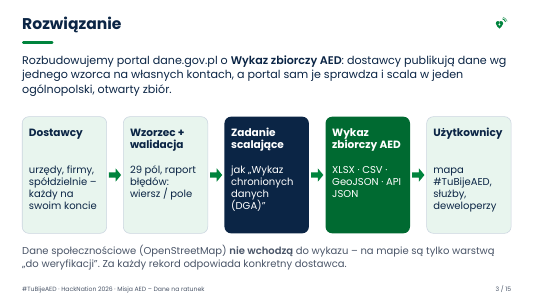 Rozwiązanie
Rozbudowujemy portal dane.gov.pl o Wykaz zbiorczy AED: dostawcy publikują dane wg
jednego wzorca na własnych kontach, a portal sam je sprawdza i scala w jeden
ogólnopolski, otwarty zbiór.
Dostawcy
urzędy, firmy,
spółdzielnie –
każdy na
swoim koncie
Wzorzec +
walidacja
29 pól, raport
błędów:
wiersz / pole
Zadanie
scalające
jak „Wykaz
chronionych
danych
(DGA)”
Wykaz
zbiorczy AED
XLSX · CSV ·
GeoJSON · API
JSON
Użytkownicy
mapa
#TuBijeAED,
służby,
deweloperzy
Dane społecznościowe (OpenStreetMap) nie wchodzą do wykazu – na mapie są tylko warstwą
„do weryfikacji”. Za każdy rekord odpowiada konkretny dostawca.
#TuBijeAED · HackNation 2026 · Misja AED – Dane na ratunek
3 / 15